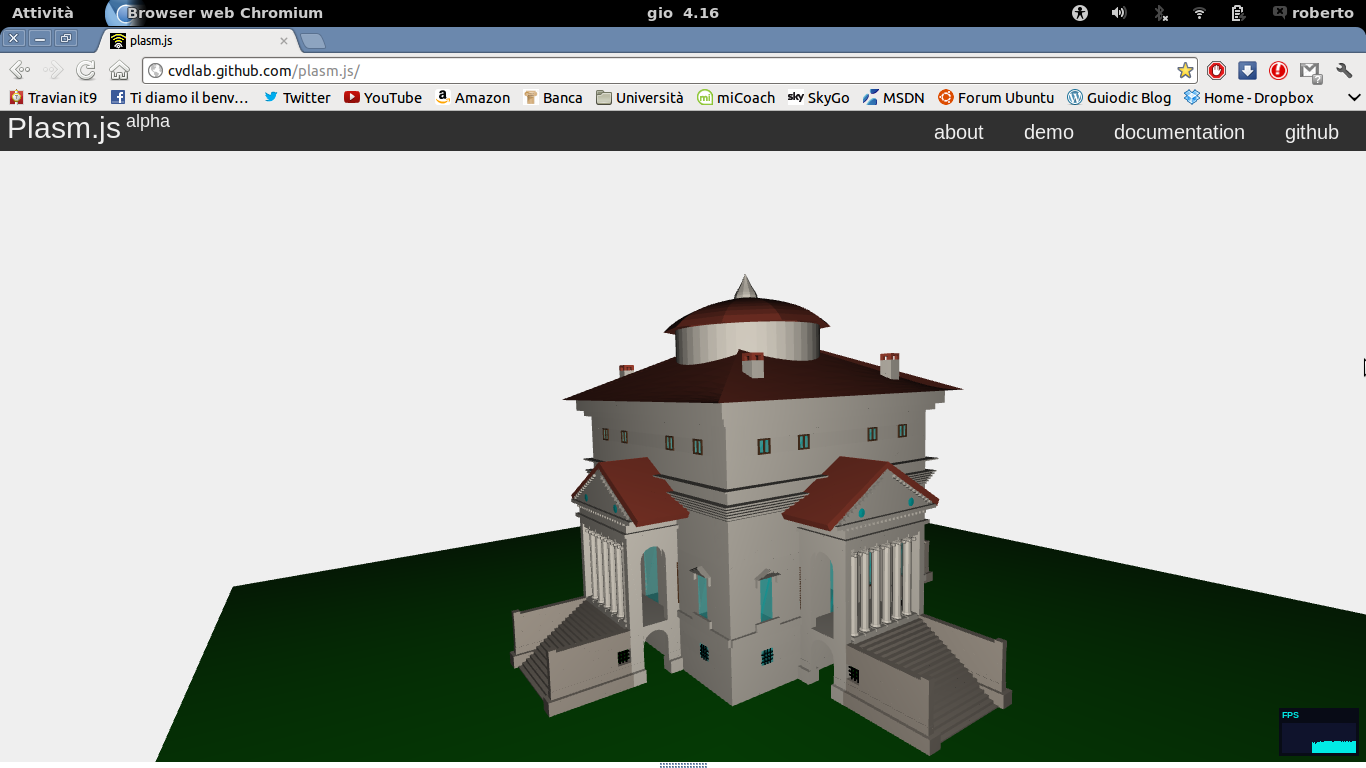 Attività Browser web Chromium gio 4.16 roberto
plasm.js
cvdlab.github.com/plasm.js/
Travian it9 Ti diamo il benv… Twitter YouTube Amazon Banca Università miCoach sky SkyGo MSDN Forum Ubuntu Guiodic Blog Home - Dropbox
Plasm.js alpha about demo documentation github
FPS